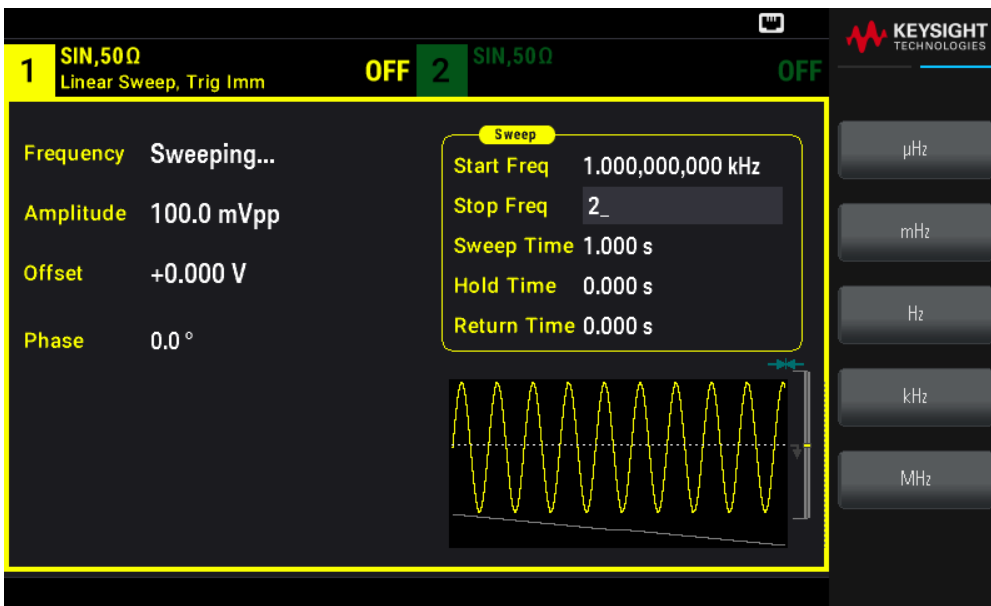 KEYSIGHT
TECHNOLOGIES
1
SIN,50Ω
Linear Sweep, Trig Imm
OFF
2
SIN,50Ω
OFF
Frequency Sweeping...
Amplitude 100.0 mVpp
Offset +0.000 V
Phase 0.0 °
Sweep
Start Freq 1.000,000,000 kHz
Stop Freq 2_
Sweep Time 1.000 s
Hold Time 0.000 s
Return Time 0.000 s
µHz
mHz
Hz
kHz
MHz